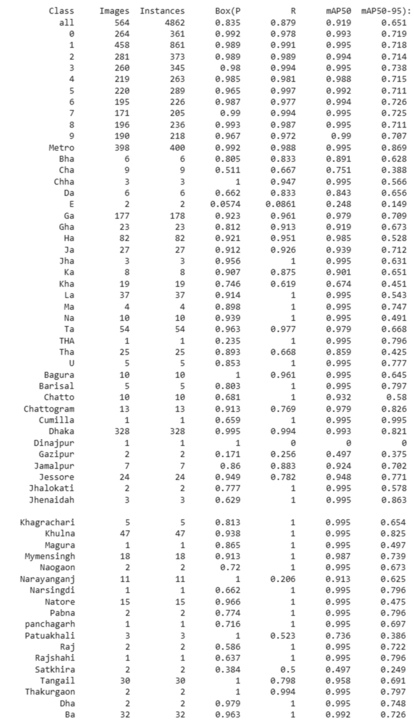 Class Images Instances Box(P R mAP50 mAP50-95):
all 564 4862 0.835 0.879 0.919 0.651
0 264 361 0.992 0.978 0.993 0.719
1 458 861 0.989 0.991 0.995 0.718
2 281 373 0.989 0.989 0.994 0.714
3 260 345 0.98 0.994 0.995 0.738
4 219 263 0.985 0.981 0.988 0.715
5 220 289 0.965 0.997 0.992 0.711
6 195 226 0.987 0.977 0.994 0.726
7 171 205 0.99 0.994 0.995 0.725
8 196 236 0.993 0.987 0.995 0.711
9 190 218 0.967 0.972 0.99 0.707
Metro 398 400 0.992 0.988 0.995 0.869
Bha 6 6 0.805 0.833 0.891 0.628
Cha 9 9 0.511 0.667 0.751 0.388
Chha 3 3 1 0.947 0.995 0.566
Da 6 6 0.662 0.833 0.843 0.656
E 2 2 0.0574 0.0861 0.248 0.149
Ga 177 178 0.923 0.961 0.979 0.709
Gha 23 23 0.812 0.913 0.919 0.673
Ha 82 82 0.921 0.951 0.985 0.528
Ja 27 27 0.912 0.926 0.939 0.712
Jha 3 3 0.956 1 0.995 0.631
Ka 8 8 0.907 0.875 0.901 0.651
Kha 19 19 0.746 0.619 0.674 0.451
La 37 37 0.914 1 0.995 0.543
Ma 4 4 0.898 1 0.995 0.747
Na 10 10 0.939 1 0.995 0.491
Ta 54 54 0.963 0.977 0.979 0.668
THA 1 1 0.235 1 0.995 0.796
Tha 25 25 0.893 0.668 0.859 0.425
U 5 5 0.853 1 0.995 0.777
Bagura 10 10 1 0.961 0.995 0.645
Barisal 5 5 0.803 1 0.995 0.797
Chatto 10 10 0.681 1 0.932 0.58
Chattogram 13 13 0.913 0.769 0.979 0.826
Cumilla 1 1 0.659 1 0.995 0.995
Dhaka 328 328 0.995 0.994 0.993 0.821
Dinajpur 1 1 1 0 0 0
Gazipur 2 2 0.171 0.256 0.497 0.375
Jamalpur 7 7 0.86 0.883 0.924 0.702
Jessore 24 24 0.949 0.782 0.948 0.771
Jhalokati 2 2 0.777 1 0.995 0.578
Jhenaidah 3 3 0.629 1 0.995 0.863
Khagrachari 5 5 0.813 1 0.995 0.654
Khulna 47 47 0.938 1 0.995 0.825
Magura 1 1 0.865 1 0.995 0.497
Mymensingh 18 18 0.913 1 0.987 0.739
Naogaon 2 2 0.72 1 0.995 0.673
Narayanganj 11 11 1 0.206 0.913 0.625
Narsingdi 1 1 0.662 1 0.995 0.796
Natore 15 15 0.966 1 0.995 0.475
Pabna 2 2 0.774 1 0.995 0.796
panchagarh 1 1 0.716 1 0.995 0.697
Patuakhali 3 3 1 0.523 0.736 0.386
Raj 2 2 0.586 1 0.995 0.722
Rajshahi 1 1 0.637 1 0.995 0.796
Satkhira 2 2 0.384 0.5 0.497 0.249
Tangail 30 30 1 0.798 0.958 0.691
Thakurgaon 2 2 1 0.994 0.995 0.797
Dha 2 2 0.979 1 0.995 0.748
Ba 32 32 0.963 1 0.992 0.726